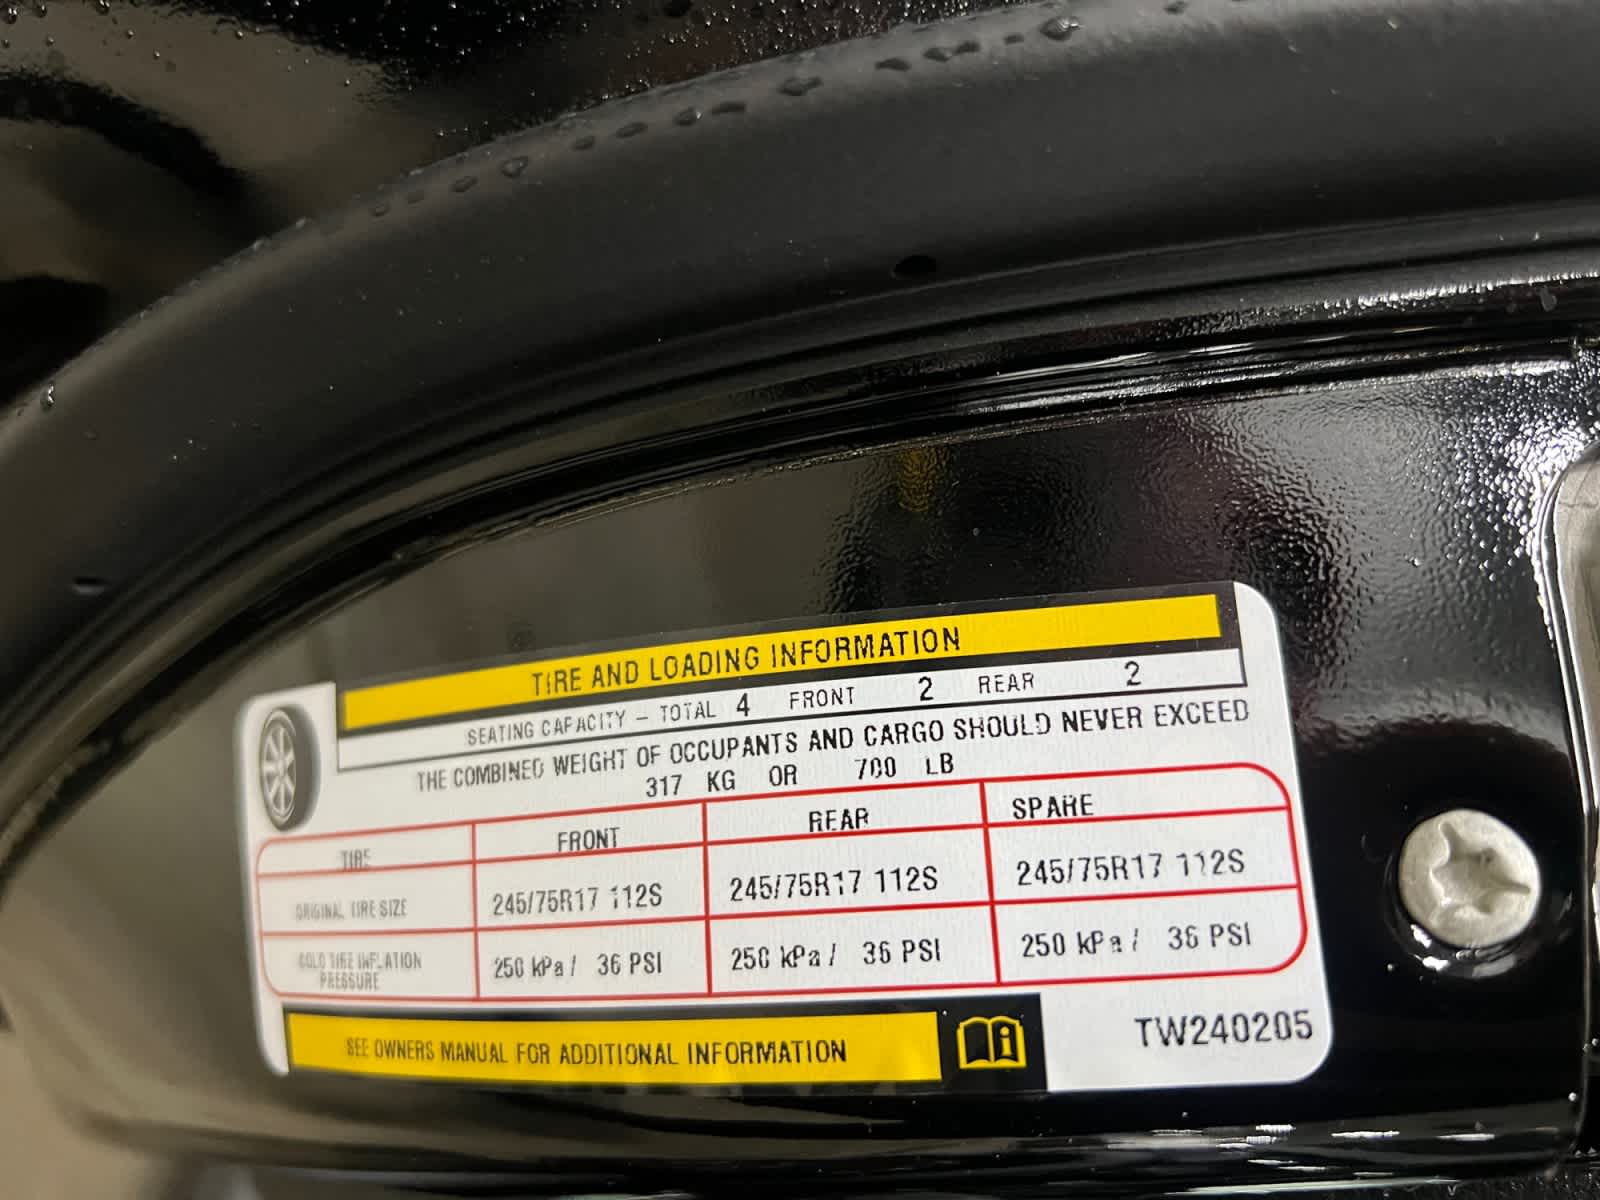 TIRE AND LOADING INFORMATION
SEATING CAPACITY – TOTAL 4 FRONT 2 REAR 2
THE COMBINED WEIGHT OF OCCUPANTS AND CARGO SHOULD NEVER EXCEED
317 KG OR 700 LB
TIRE FRONT REAR SPARE
ORIGINAL TIRE SIZE 245/75R17 112S 245/75R17 112S 245/75R17 112S
COLD TIRE INFLATION PRESSURE 250 kPa / 36 PSI 250 kPa / 36 PSI 250 kPa / 36 PSI
SEE OWNERS MANUAL FOR ADDITIONAL INFORMATION
TW240205